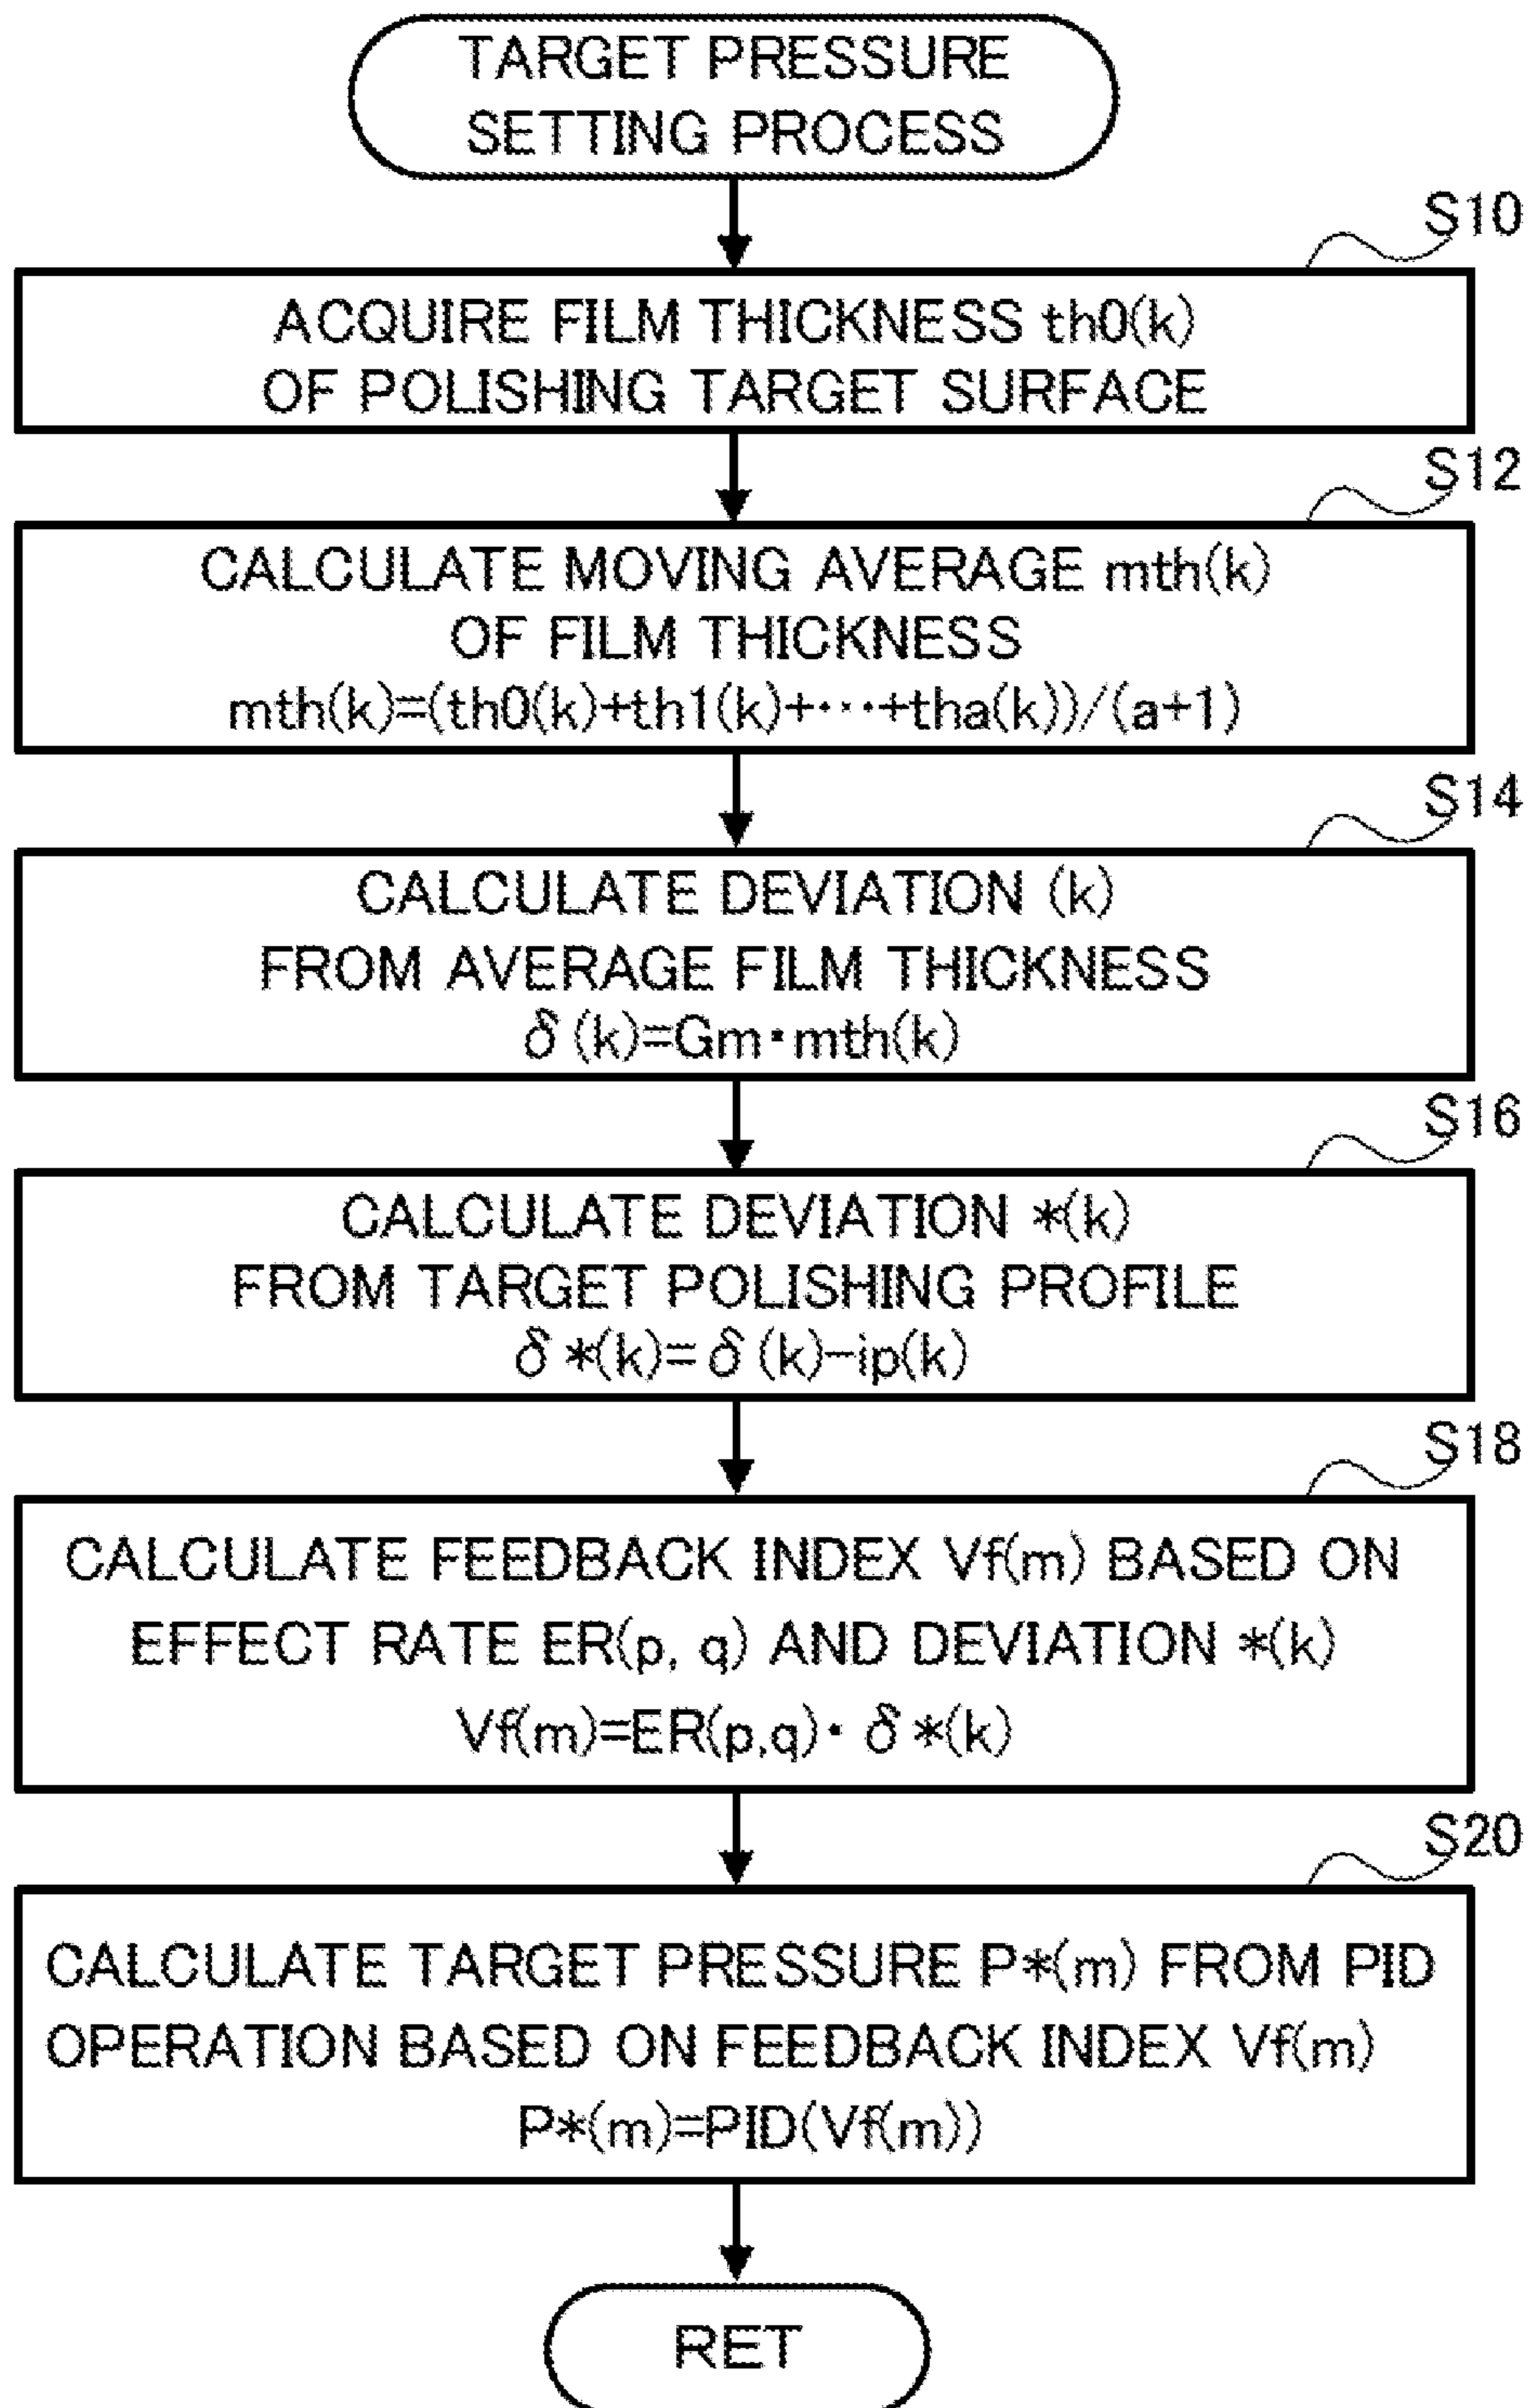 TARGET PRESSURE
SETTING PROCESS
S10
ACQUIRE FILM THICKNESS th0(k)
OF POLISHING TARGET SURFACE
S12
CALCULATE MOVING AVERAGE mth(k)
OF FILM THICKNESS
mth(k)=(th0(k)+th1(k)+···+tha(k))/(a+1)
S14
CALCULATE DEVIATION (k)
FROM AVERAGE FILM THICKNESS
δ(k)=Gm·mth(k)
S16
CALCULATE DEVIATION *(k)
FROM TARGET POLISHING PROFILE
δ*(k)=δ(k)-ip(k)
S18
CALCULATE FEEDBACK INDEX Vf(m) BASED ON
EFFECT RATE ER(p, q) AND DEVIATION *(k)
Vf(m)=ER(p,q)·δ*(k)
S20
CALCULATE TARGET PRESSURE P*(m) FROM PID
OPERATION BASED ON FEEDBACK INDEX Vf(m)
P*(m)=PID(Vf(m))
RET